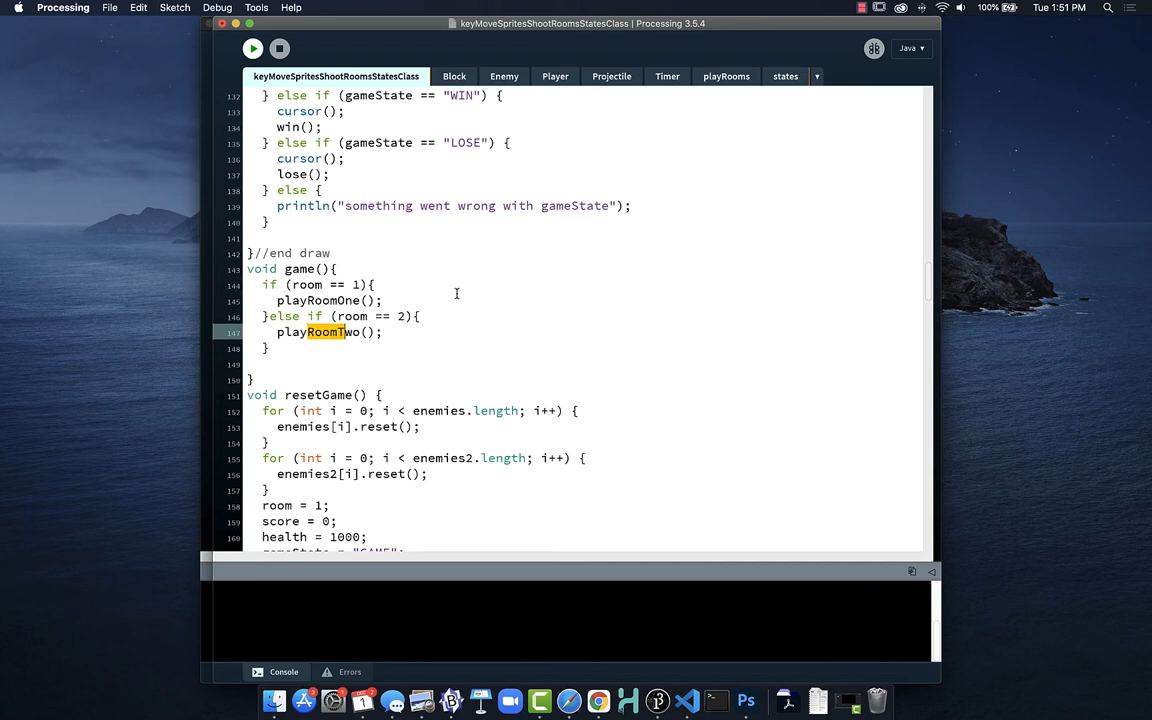 Processing File Edit Sketch Debug Tools Help 100% Tue 1:51 PM
keyMoveSpritesShootRoomsStatesClass | Processing 3.5.4
Java ▾
keyMoveSpritesShootRoomsStatesClass Block Enemy Player Projectile Timer playRooms states ▾
132 } else if (gameState == "WIN") {
133 cursor();
134 win();
135 } else if (gameState == "LOSE") {
136 cursor();
137 lose();
138 } else {
139 println("something went wrong with gameState");
140 }
141
142 }//end draw
143 void game(){
144 if (room == 1){
145 playRoomOne();
146 }else if (room == 2){
147 playRoomTwo();
148 }
149
150 }
151 void resetGame() {
152 for (int i = 0; i < enemies.length; i++) {
153 enemies[i].reset();
154 }
155 for (int i = 0; i < enemies2.length; i++) {
156 enemies2[i].reset();
157 }
158 room = 1;
159 score = 0;
160 health = 1000;
gameState = "GAME";
Console Errors